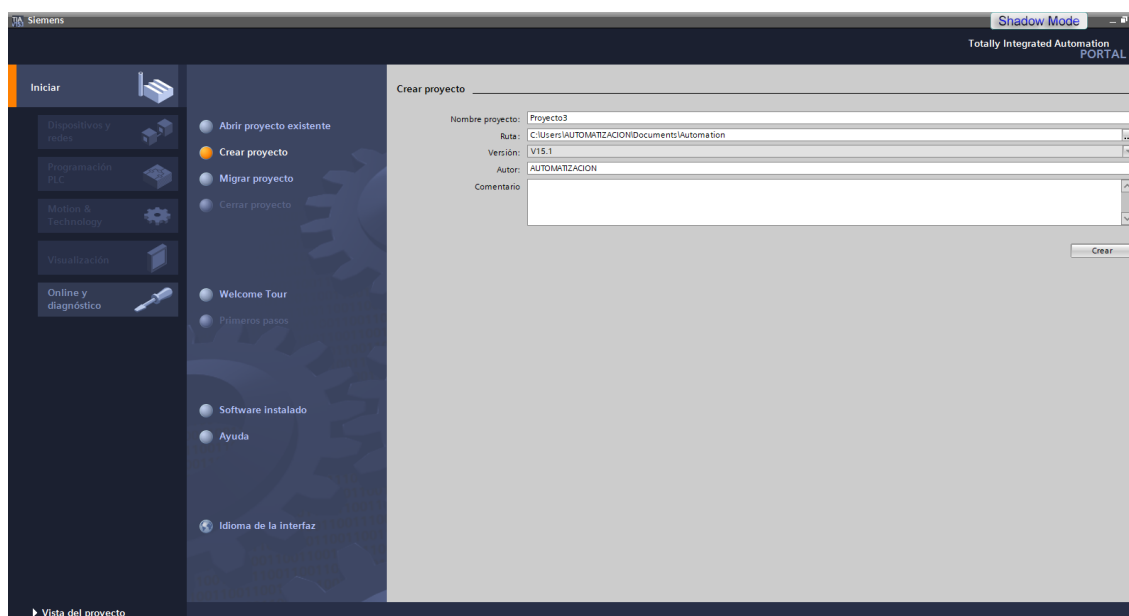 TIA
V15.1
Siemens
Shadow Mode
Totally Integrated Automation
PORTAL
Iniciar
Dispositivos y
redes
Programación
PLC
Motion &
Technology
Visualización
Online y
diagnóstico
Abrir proyecto existente
Crear proyecto
Migrar proyecto
Cerrar proyecto
Welcome Tour
Primeros pasos
Software instalado
Ayuda
Idioma de la interfaz
Crear proyecto
Nombre proyecto: Proyecto3
Ruta: C:\Users\AUTOMATIZACION\Documents\Automation
...
Versión: V15.1
Autor: AUTOMATIZACION
Comentario
Crear
Vista del proyecto